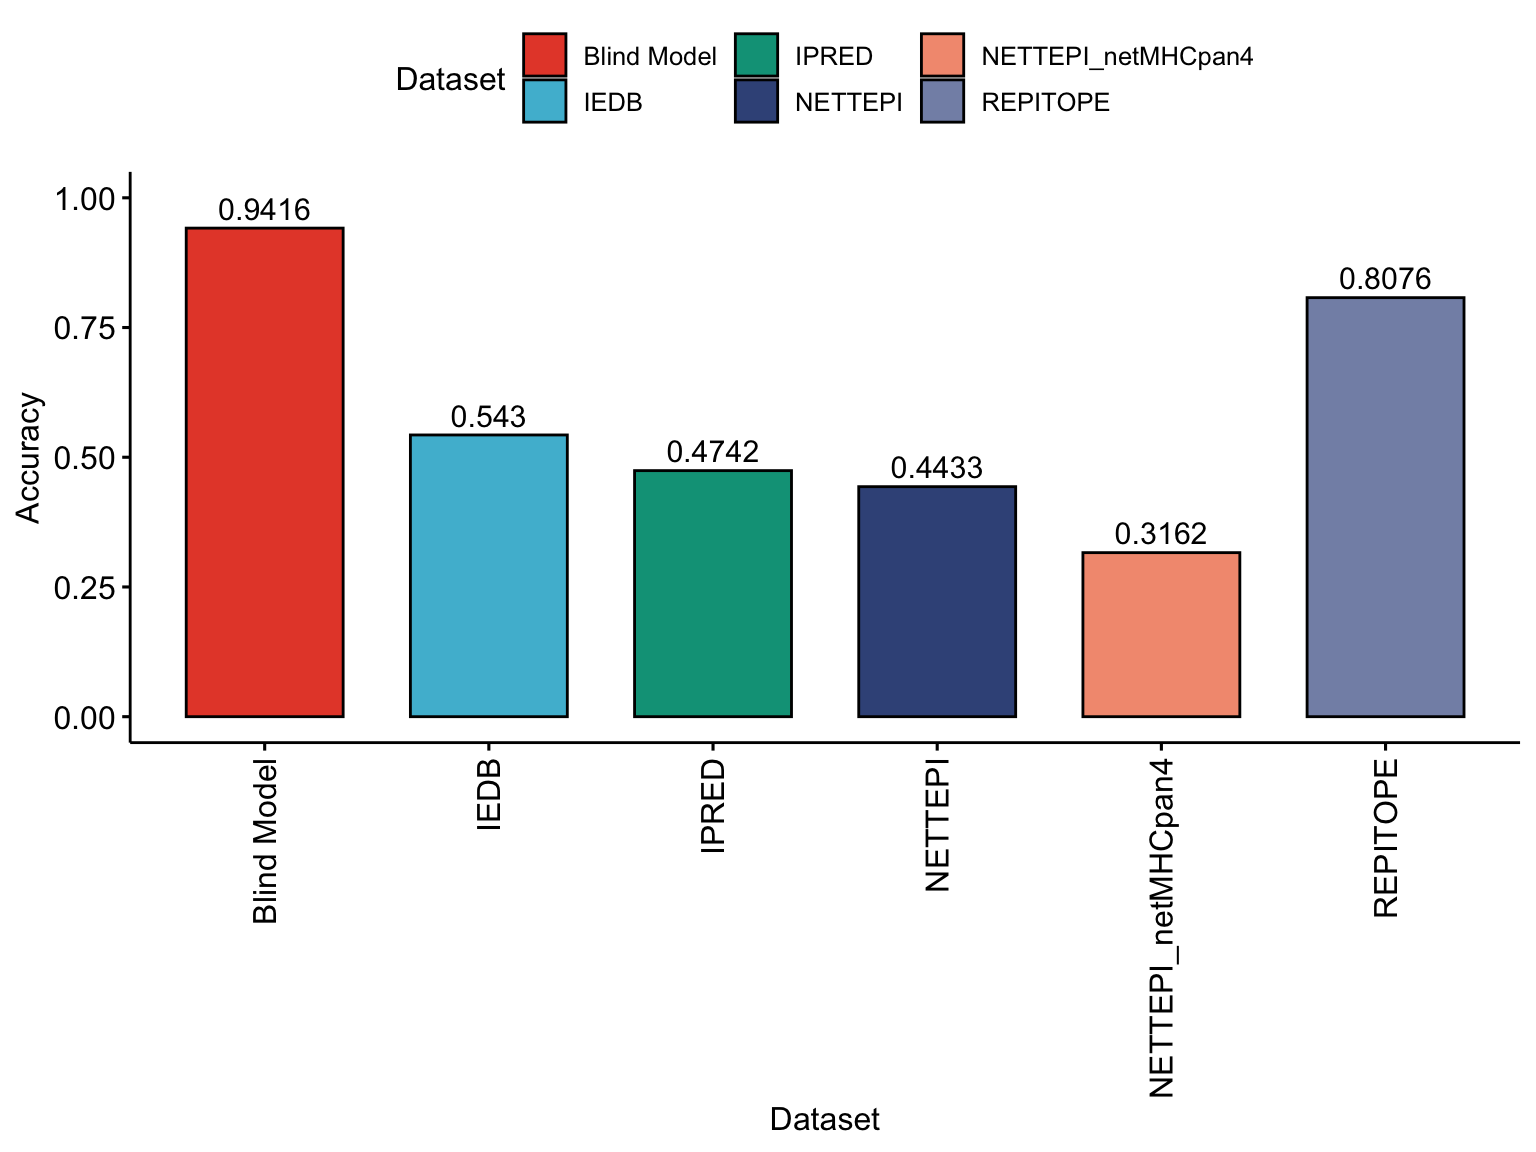 Dataset
Blind Model
IPRED
NETTEPI_netMHCpan4
IEDB
NETTEPI
REPITOPE
1.00
0.75
0.50
0.25
0.00
Accuracy
0.9416
0.543
0.4742
0.4433
0.3162
0.8076
Blind Model
IEDB
IPRED
NETTEPI
NETTEPI_netMHCpan4
REPITOPE
Dataset